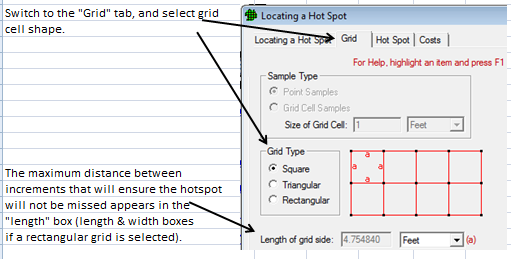 Switch to the "Grid" tab, and select grid
cell shape.
The maximum distance between
increments that will ensure the hotspot
will not be missed appears in the
"length" box (length & width boxes
if a rectangular grid is selected).
Locating a Hot Spot
Locating a Hot Spot Grid Hot Spot Costs
For Help, highlight an item and press F1
Sample Type
Point Samples
Grid Cell Samples
Size of Grid Cell: 1 Feet
Grid Type
Square
Triangular
Rectangular
a
a a
a
Length of grid side: 4.754840 Feet (a)